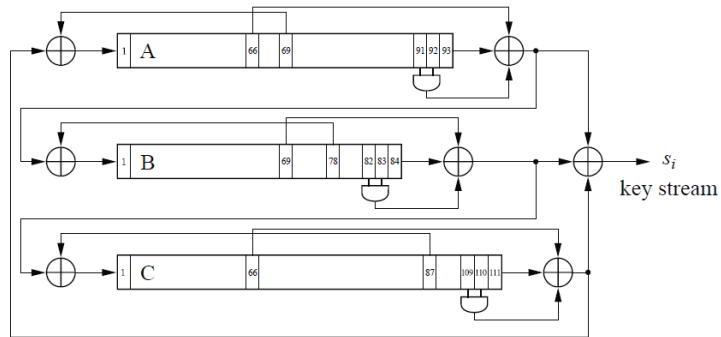 1 A 66 69 91 92 93
1 B 69 78 82 83 84
s_i
key stream
1 C 66 87 109 110 111